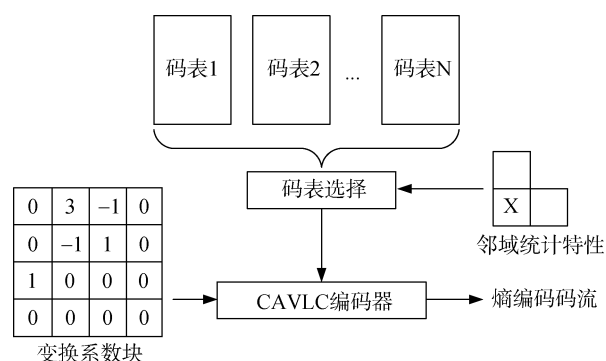 码表1 码表2 ... 码表N
码表选择
X
邻域统计特性
0 3 –1 0
0 –1 1 0
1 0 0 0
0 0 0 0
变换系数块
CAVLC编码器
熵编码码流